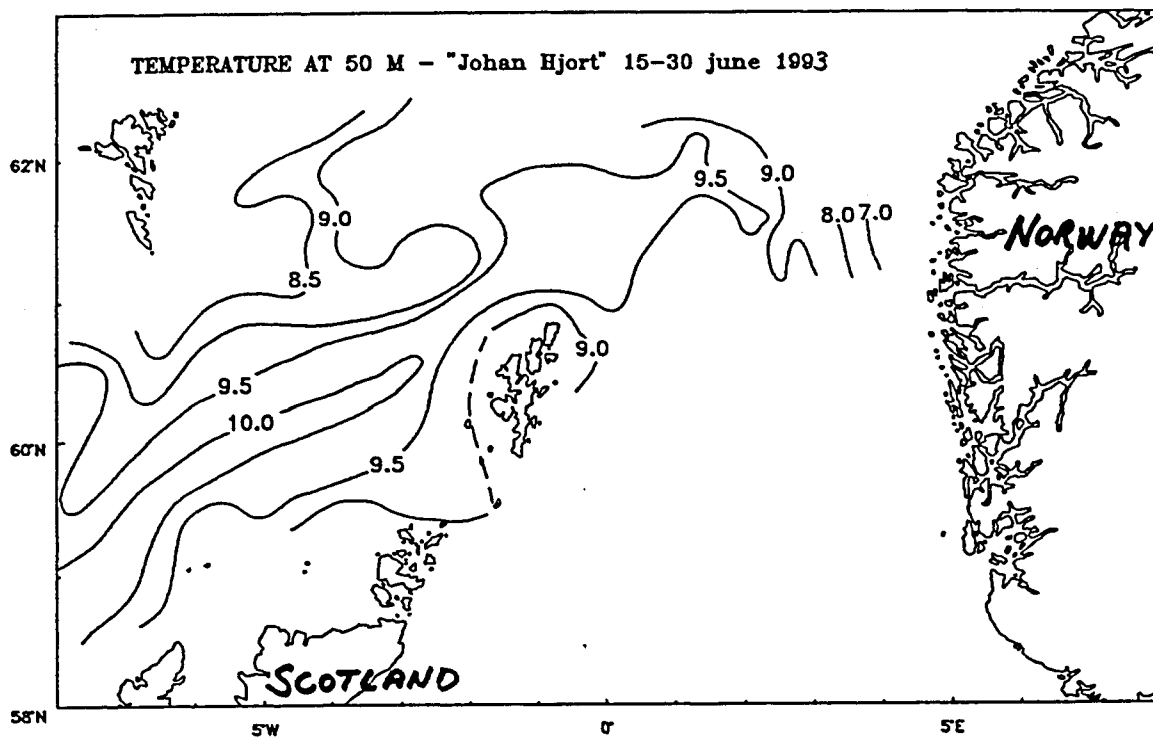 TEMPERATURE AT 50 M - "Johan Hjort" 15-30 june 1993
62°N
9.5
9.0
9.0
8.0
7.0
NORWAY
8.5
9.0
9.5
10.0
60°N
9.5
SCOTLAND
58°N
5°W
0°
5°E